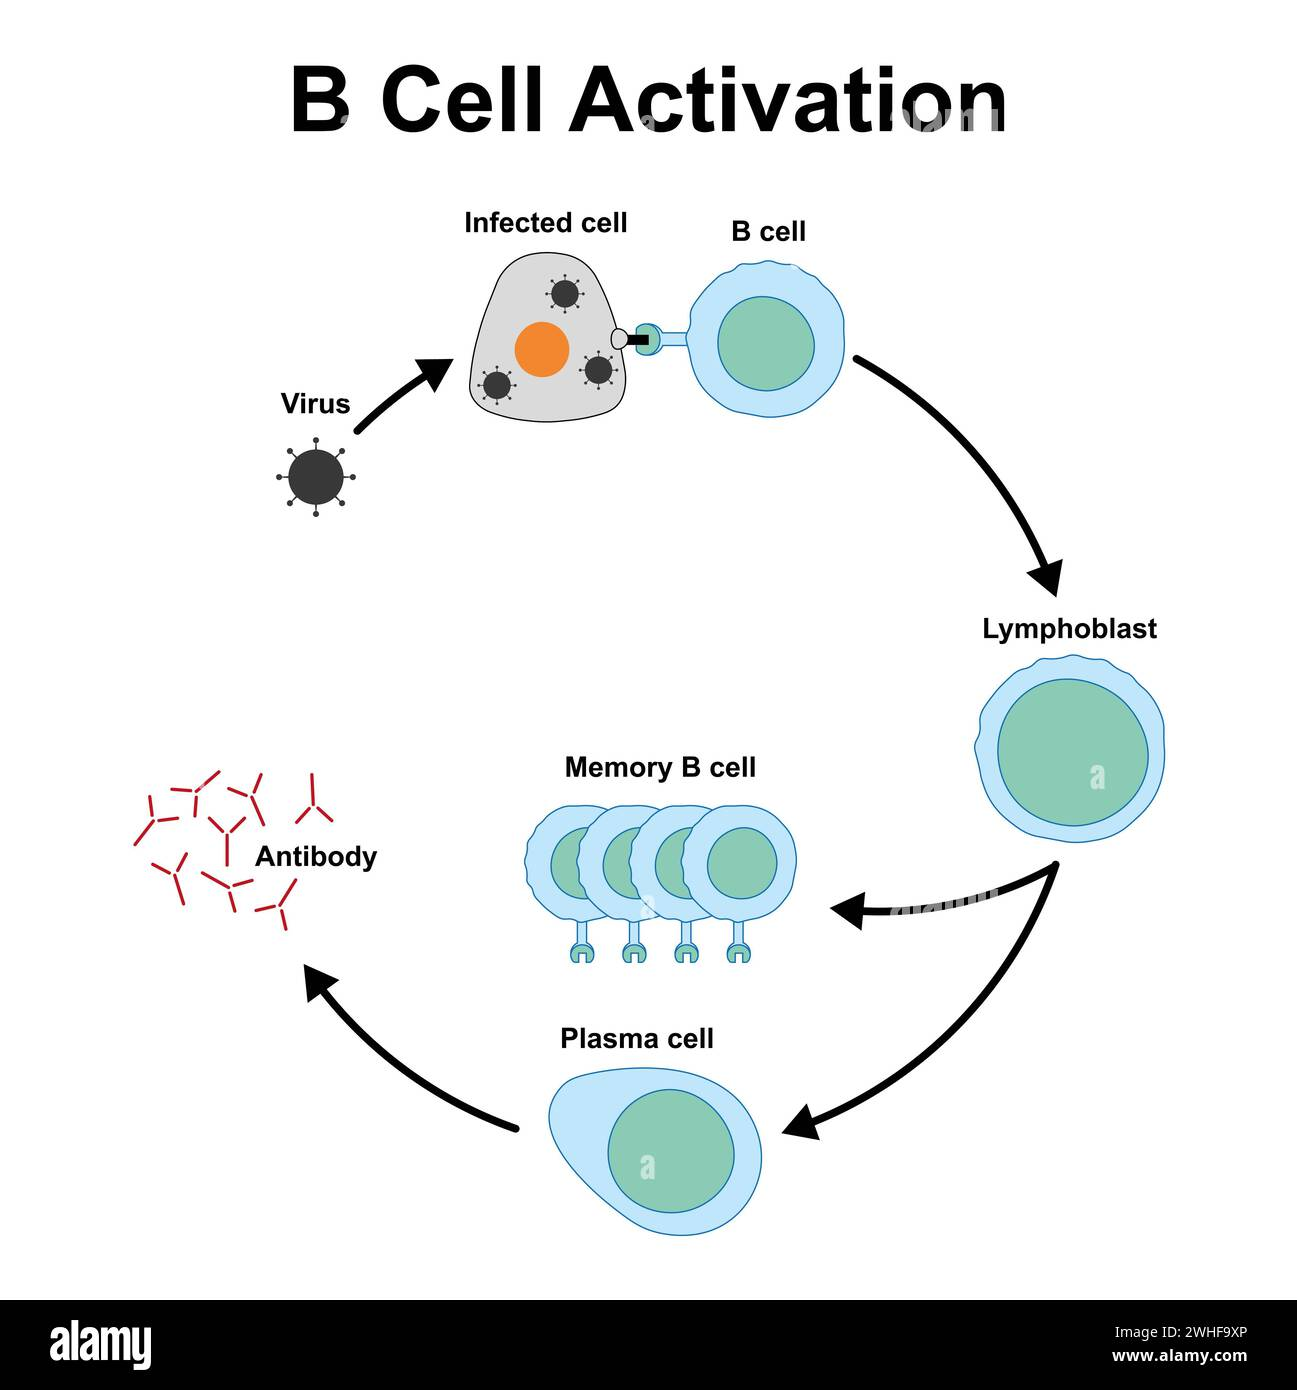 B Cell Activation
Infected cell
B cell
Virus
Lymphoblast
Memory B cell
Antibody
Plasma cell
a
a
a
a
a
a
alamy
Image ID: 2WHF9XP
www.alamy.com